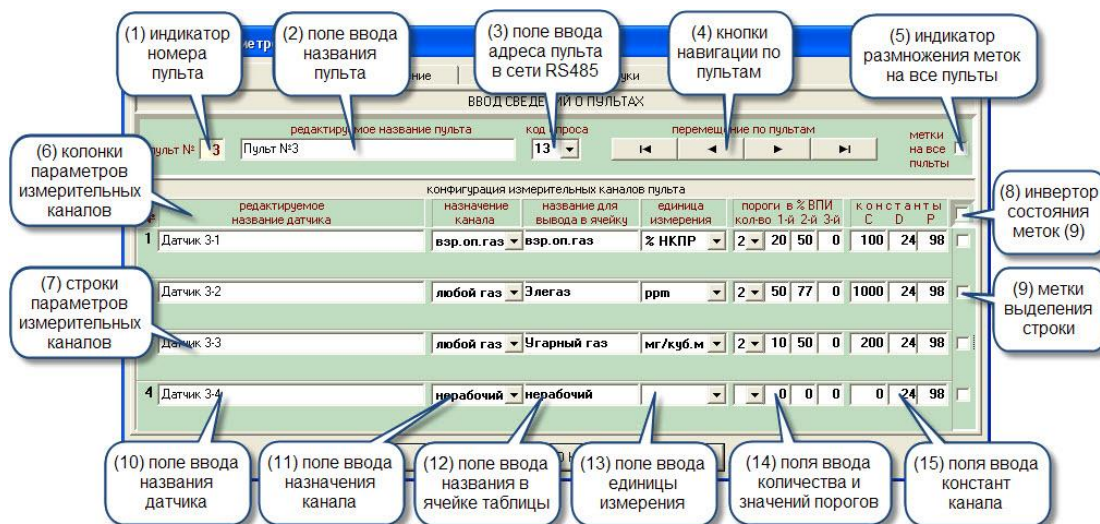 (1) индикатор
номера
пульта
(2) поле ввода
названия
пульта
(3) поле ввода
адреса пульта
в сети RS485
(4) кнопки
навигации по
пультам
(5) индикатор
размножения меток
на все пульты
ВВОД СВЕДЕНИЙ О ПУЛЬТАХ
редактируемое название пульта
код опроса
перемещение по пультам
метки
на все
пульты
пульт № 3
Пульт №3
13
(6) колонки
параметров
измерительных
каналов
конфигурация измерительных каналов пульта
редактируемое
название датчика
назначение
канала
название для
вывода в ячейку
единица
измерения
пороги в % ВПИ
кол-во 1-й 2-й 3-й
константы
C D P
(8) инвертор
состояния
меток (9)
1 Датчик 3-1 взр.оп.газ взр.оп.газ % НКПР 2 20 50 0 100 24 98
(7) строки
параметров
измерительных
каналов
Датчик 3-2 любой газ Элегаз ppm 2 50 77 0 1000 24 98
(9) метки
выделения
строки
Датчик 3-3 любой газ Угарный газ мг/куб.м 2 10 50 0 200 24 98
4 Датчик 3-4 нерабочий нерабочий 0 0 0 0 24 98
(10) поле ввода
названия
датчика
(11) поле ввода
назначения
канала
(12) поле ввода
названия в
ячейке таблицы
(13) поле ввода
единицы
измерения
(14) поля ввода
количества и
значений порогов
(15) поля ввода
констант
канала